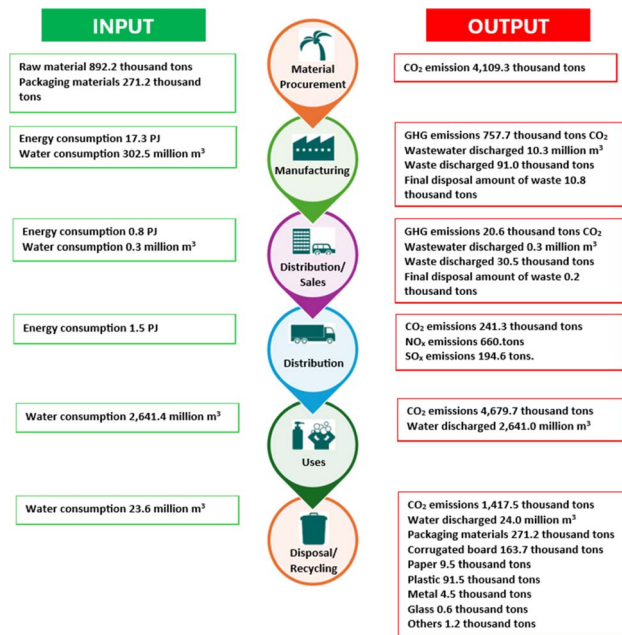 INPUT
OUTPUT
Raw material 892.2 thousand tons
Packaging materials 271.2 thousand
tons
Material
Procurement
CO₂ emission 4,109.3 thousand tons
Energy consumption 17.3 PJ
Water consumption 302.5 million m³
Manufacturing
GHG emissions 757.7 thousand tons CO₂
Wastewater discharged 10.3 million m³
Waste discharged 91.0 thousand tons
Final disposal amount of waste 10.8
thousand tons
Energy consumption 0.8 PJ
Water consumption 0.3 million m³
Distribution/
Sales
GHG emissions 20.6 thousand tons CO₂
Wastewater discharged 0.3 million m³
Waste discharged 30.5 thousand tons
Final disposal amount of waste 0.2
thousand tons
Energy consumption 1.5 PJ
Distribution
CO₂ emissions 241.3 thousand tons
NOₓ emissions 660.tons
SOₓ emissions 194.6 tons.
Water consumption 2,641.4 million m³
Uses
CO₂ emissions 4,679.7 thousand tons
Water discharged 2,641.0 million m³
Water consumption 23.6 million m³
Disposal/
Recycling
CO₂ emissions 1,417.5 thousand tons
Water discharged 24.0 million m³
Packaging materials 271.2 thousand tons
Corrugated board 163.7 thousand tons
Paper 9.5 thousand tons
Plastic 91.5 thousand tons
Metal 4.5 thousand tons
Glass 0.6 thousand tons
Others 1.2 thousand tons